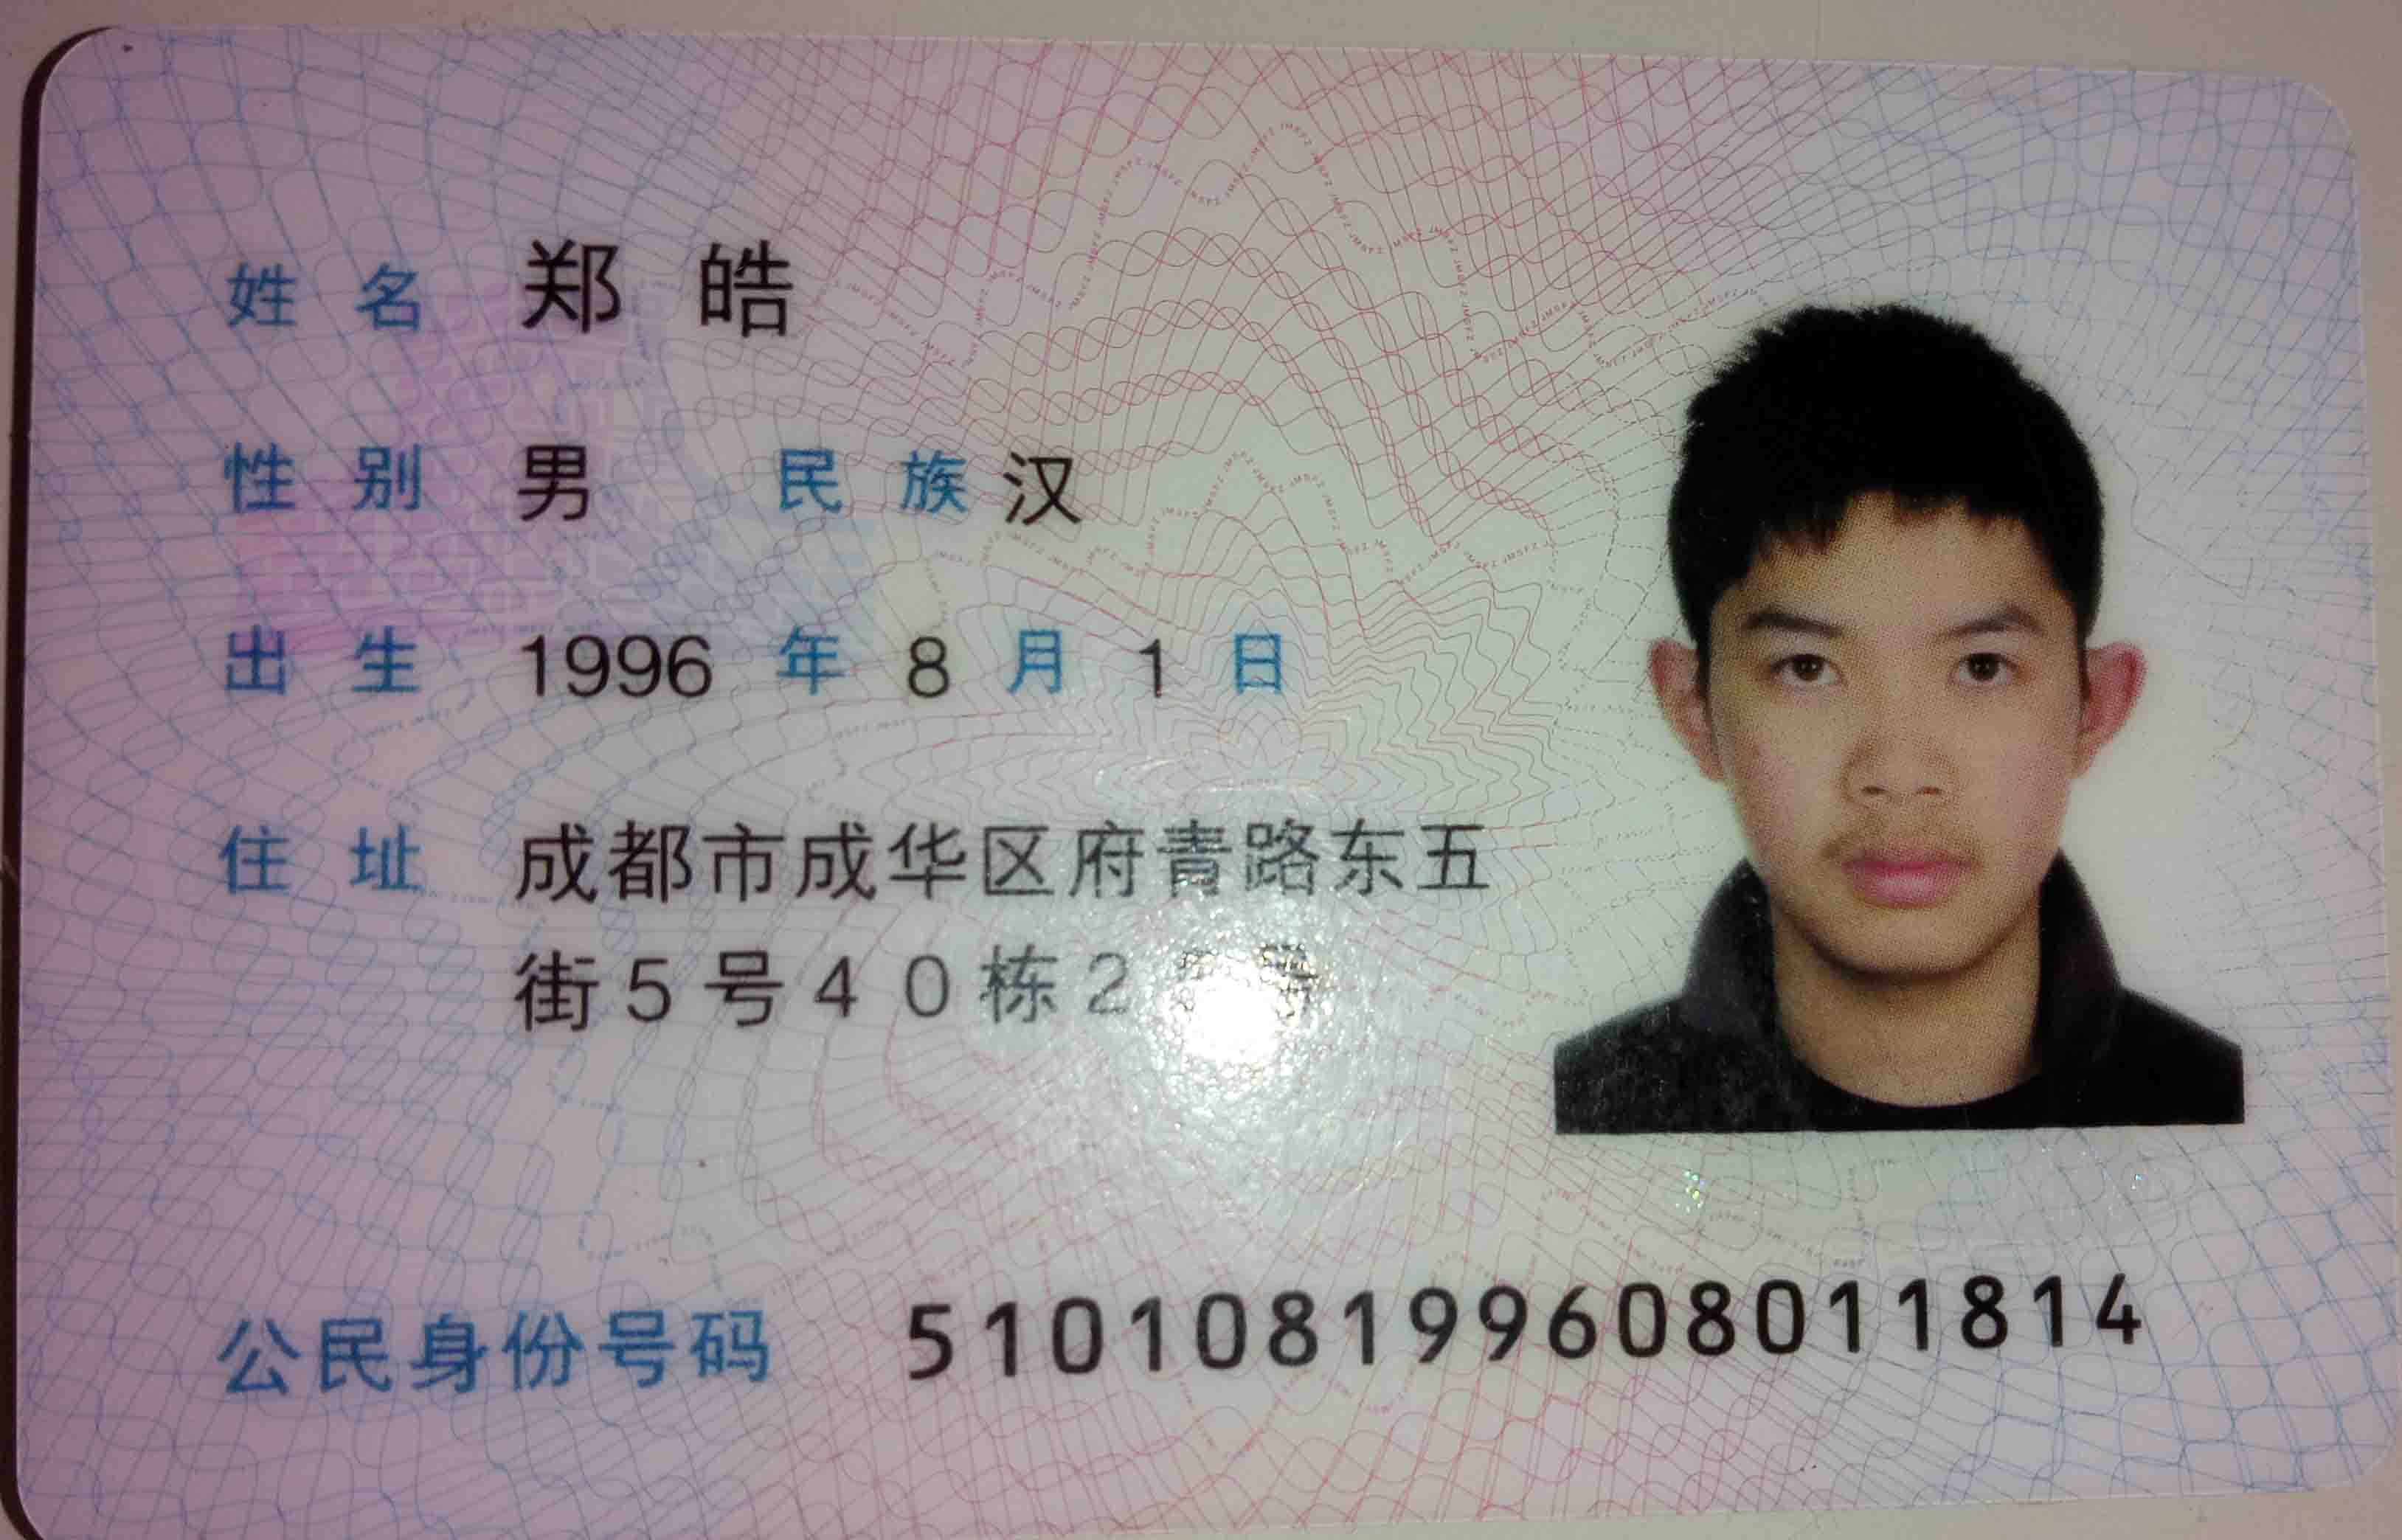 姓名 郑皓
性别 男 民族 汉
出生 1996 年 8 月 1 日
住址 成都市成华区府青路东五
街5号40栋2
公民身份号码 510108199608011814